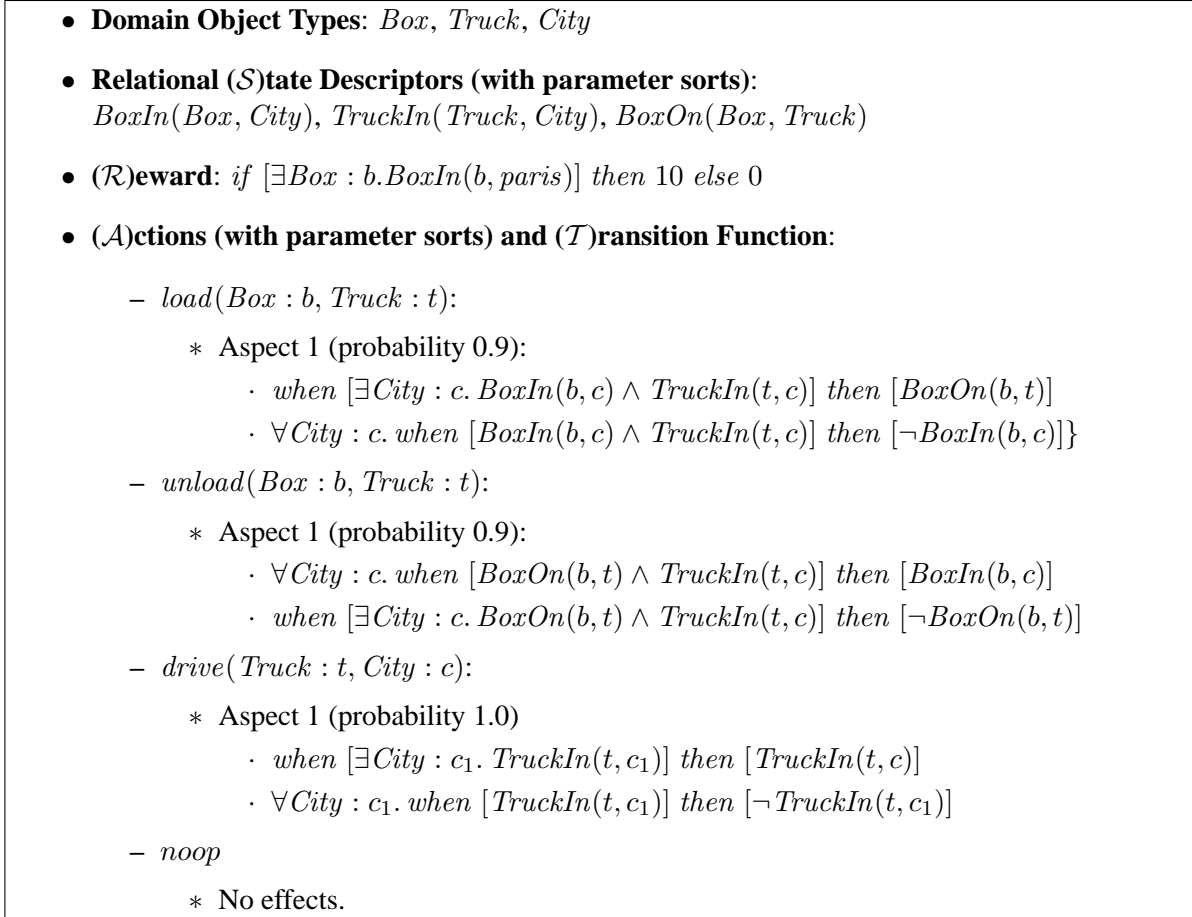 • Domain Object Types: Box, Truck, City
• Relational (𝒮)tate Descriptors (with parameter sorts):
BoxIn(Box, City), TruckIn(Truck, City), BoxOn(Box, Truck)
• (ℛ)eward: if [∃Box : b.BoxIn(b, paris)] then 10 else 0
• (𝒜)ctions (with parameter sorts) and (𝒯)ransition Function:
– load(Box : b, Truck : t):
∗ Aspect 1 (probability 0.9):
· when [∃City : c. BoxIn(b, c) ∧ TruckIn(t, c)] then [BoxOn(b, t)]
· ∀City : c. when [BoxIn(b, c) ∧ TruckIn(t, c)] then [¬BoxIn(b, c)]}
– unload(Box : b, Truck : t):
∗ Aspect 1 (probability 0.9):
· ∀City : c. when [BoxOn(b, t) ∧ TruckIn(t, c)] then [BoxIn(b, c)]
· when [∃City : c. BoxOn(b, t) ∧ TruckIn(t, c)] then [¬BoxOn(b, t)]
– drive(Truck : t, City : c):
∗ Aspect 1 (probability 1.0)
· when [∃City : c₁. TruckIn(t, c₁)] then [TruckIn(t, c)]
· ∀City : c₁. when [TruckIn(t, c₁)] then [¬TruckIn(t, c₁)]
– noop
∗ No effects.